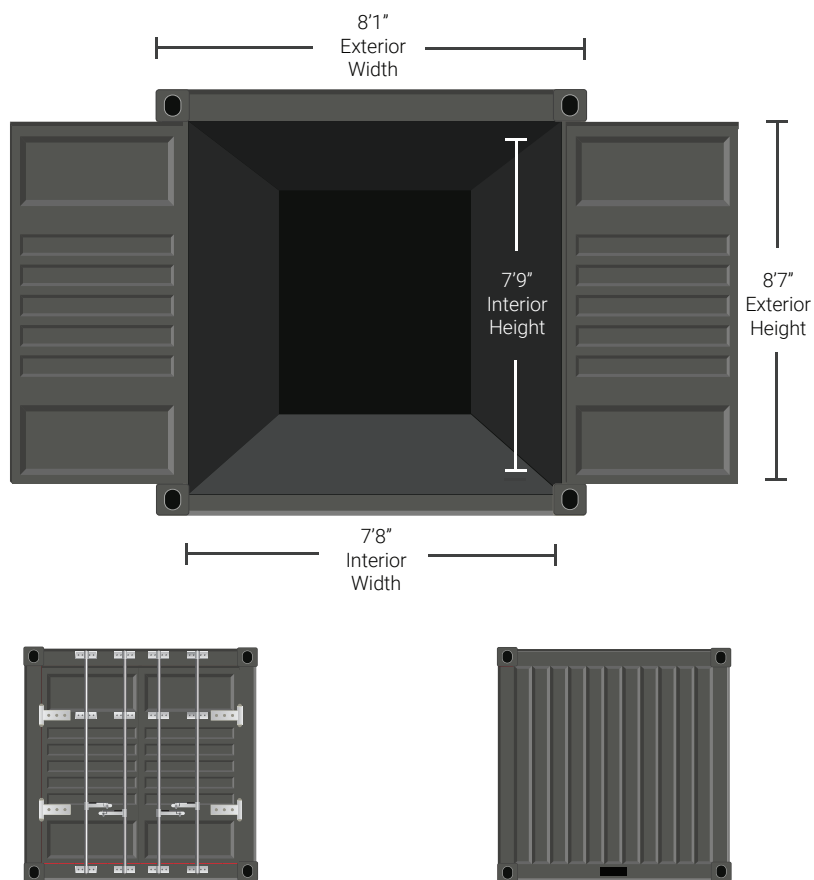 8’1”
Exterior
Width
7’9”
Interior
Height
8’7”
Exterior
Height
7’8”
Interior
Width